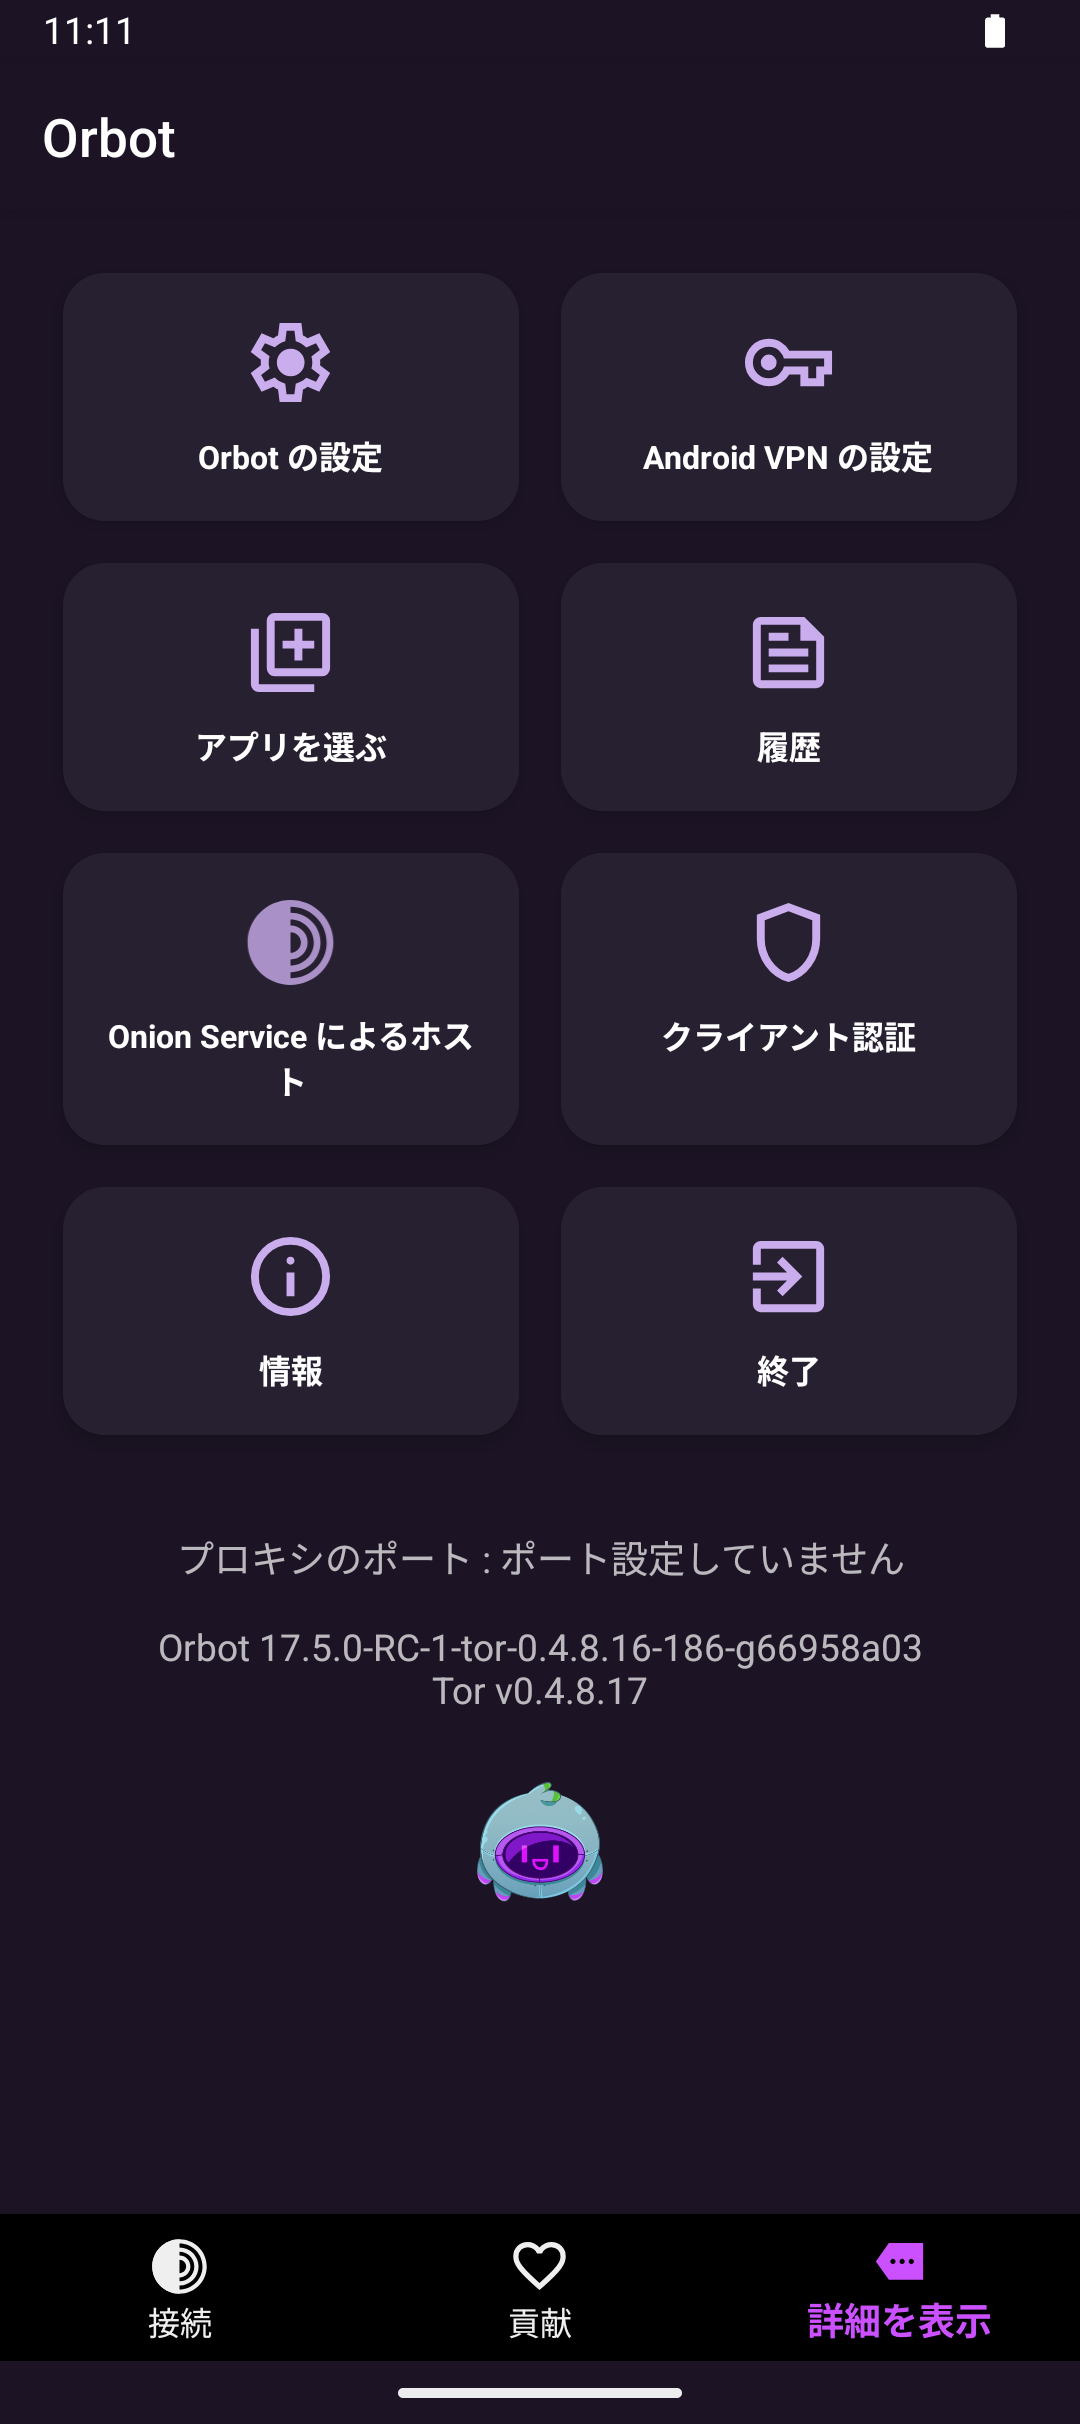 11:11
Orbot
Orbot の設定
Android VPN の設定
アプリを選ぶ
履歴
Onion Service によるホス
ト
クライアント認証
情報
終了
プロキシのポート : ポート設定していません
Orbot 17.5.0-RC-1-tor-0.4.8.16-186-g66958a03
Tor v0.4.8.17
接続
貢献
詳細を表示